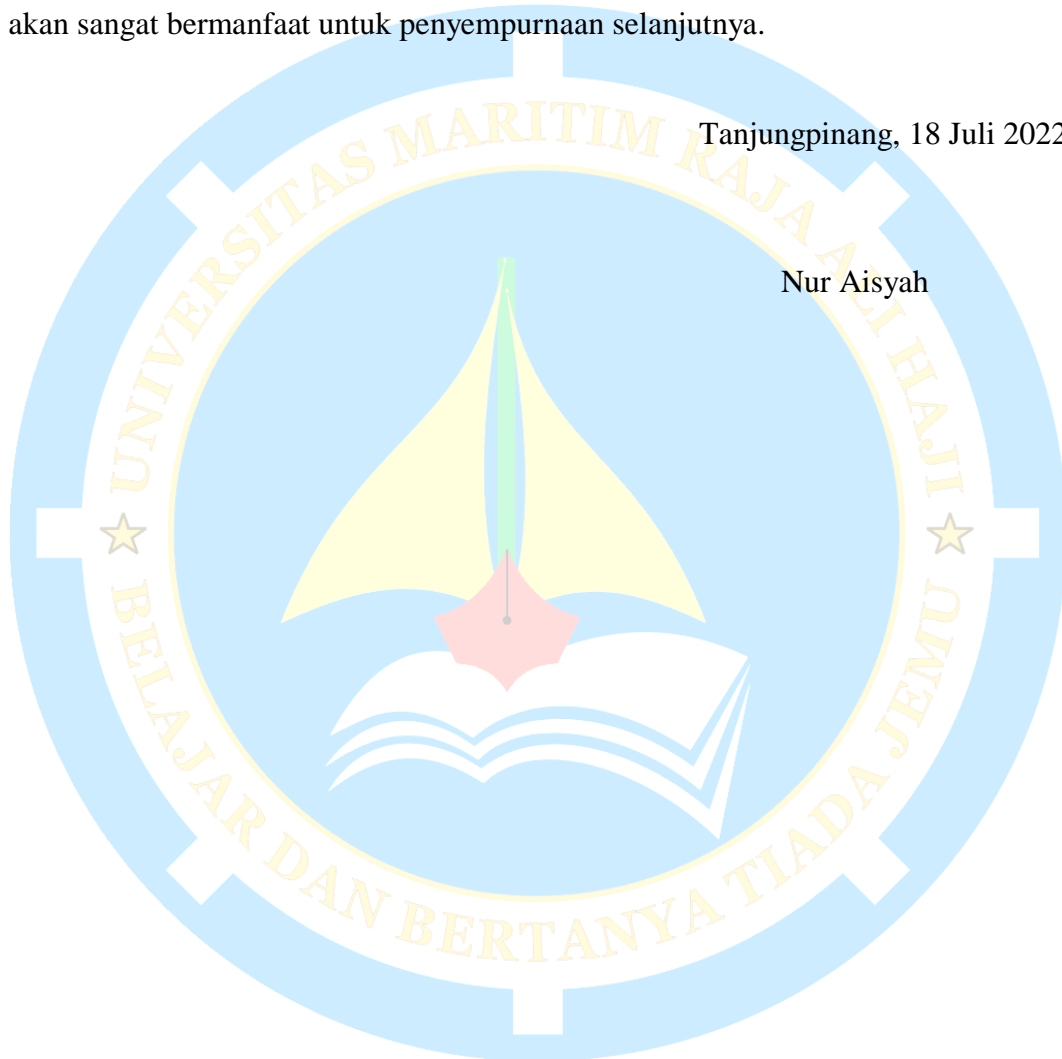 akan sangat bermanfaat untuk penyempurnaan selanjutnya.
Tanjungpinang, 18 Juli 2022
Nur Aisyah
UNIVERSITAS MARITIM RAJA ALI HAJI
BELAJAR DAN BERTANYA TIADA JEMU